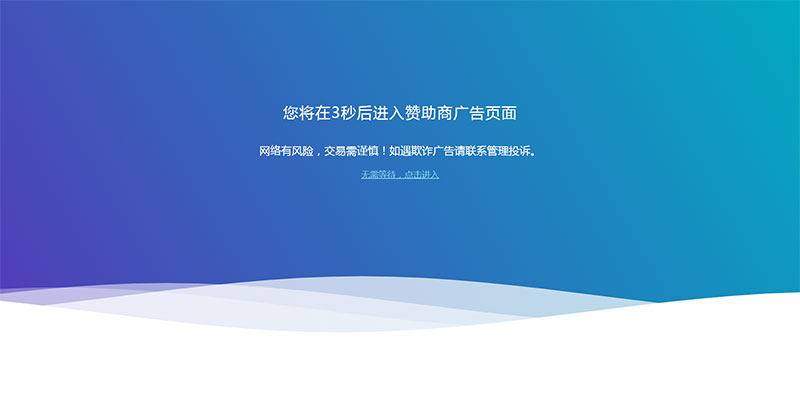 您将在3秒后进入赞助商广告页面
网络有风险，交易需谨慎！如遇欺诈广告请联系管理投诉。
无需等待，点击进入